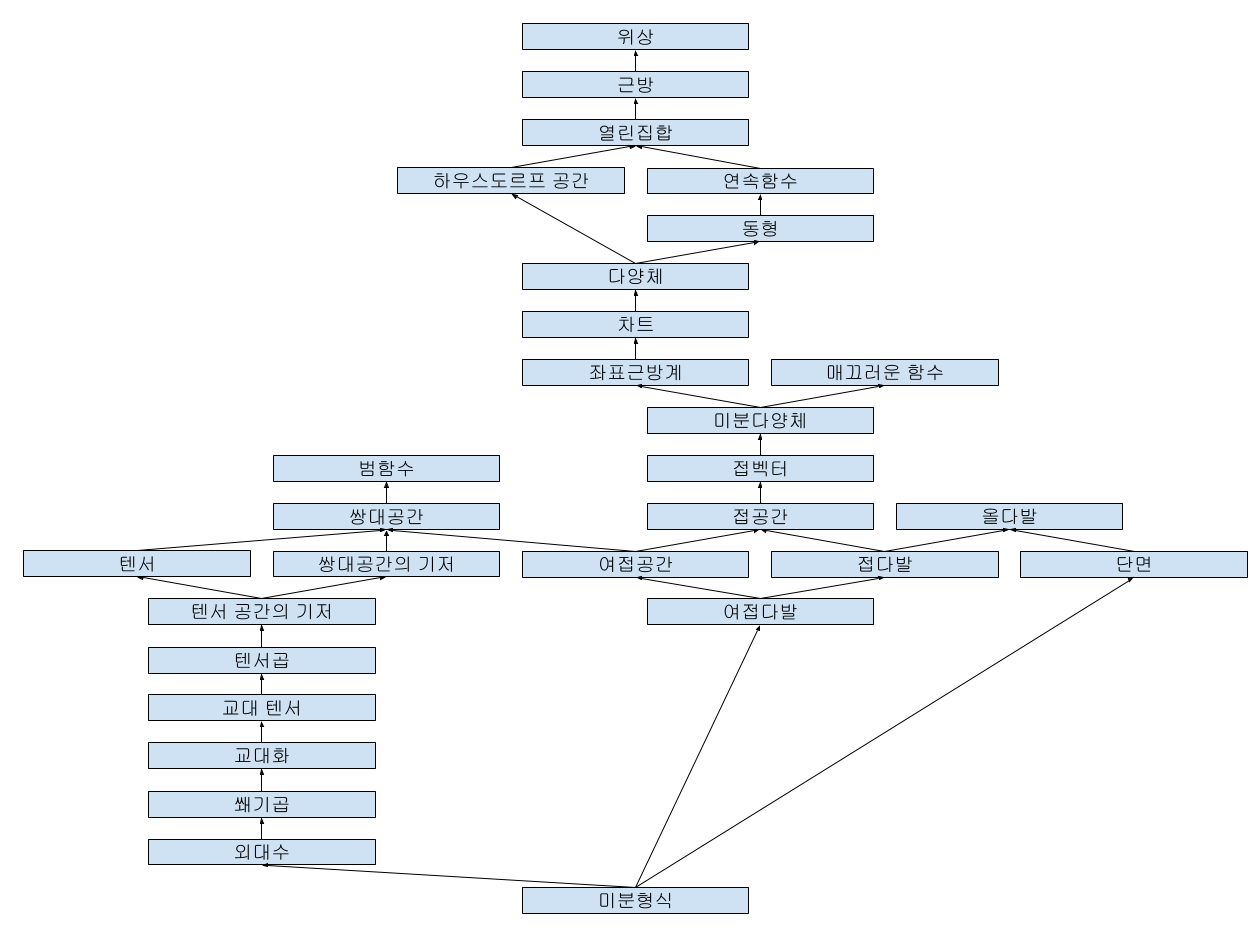 위상
근방
열린집합
하우스도르프 공간
연속함수
동형
다양체
차트
좌표근방계
매끄러운 함수
미분다양체
범함수
접벡터
쌍대공간
접공간
올다발
텐서
쌍대공간의 기저
여접공간
접다발
단면
텐서 공간의 기저
여접다발
텐서곱
교대 텐서
교대화
쐐기곱
외대수
미분형식